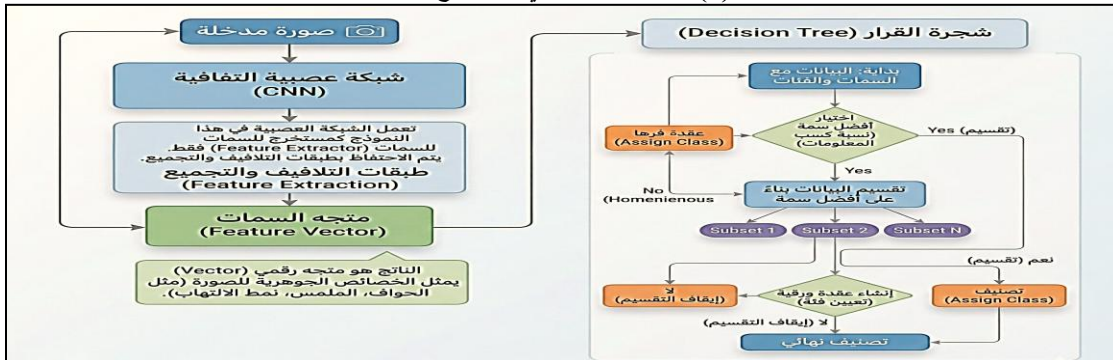 صورة مدخلة
شبكة عصبية التفافية
(CNN)
تعمل الشبكة العصبية في هذا
النموذج كمستخرج للسمات
للسمات (Feature Extractor) فقط.
يتم الاحتفاظ بطبقات التلافيف والتجميع.
طبقات التلافيف والتجميع
(Feature Extraction)
متجه السمات
(Feature Vector)
الناتج هو متجه رقمي (Vector)
يمثل الخصائص الجوهرية للصورة (مثل
الحواف، الملمس، نمط الالتهاب).
شجرة القرار (Decision Tree)
بداية: البيانات مع
السمات والفئات
اختيار
أفضل سمة
(نسبة كسب
المعلومات)
Yes (تقسيم)
عقدة فرها
(Assign Class)
Yes
No
(Homenienous
تقسيم البيانات بناءً
على أفضل سمة
Subset 1
Subset 2
Subset N
نعم (تقسيم)
لا
(إيقاف التقسيم)
إنشاء عقدة ورقية
(تعيين فئة)
تصنيف
(Assign Class)
لا (إيقاف التقسيم)
تصنيف نهائي